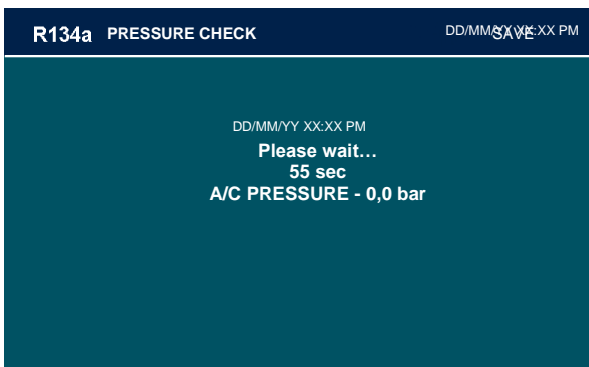 R134a PRESSURE CHECK DD/MM/YY XX:XX PM
SAVE
DD/MM/YY XX:XX PM
Please wait…
55 sec
A/C PRESSURE - 0,0 bar